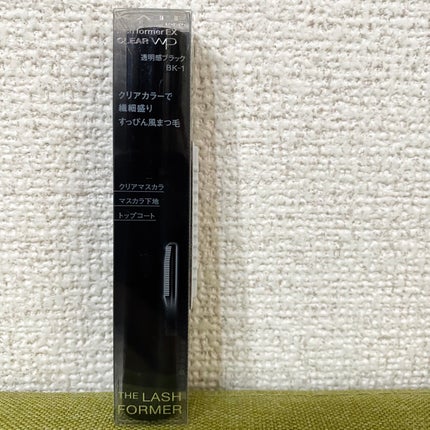 Former EX
CLEAR WP
透明感ブラック
BK-1
クリアカラーで
繊細盛り
すっぴん風まつ毛
クリアマスカラ
マスカラ下地
トップコート
THE LASH
FORMER